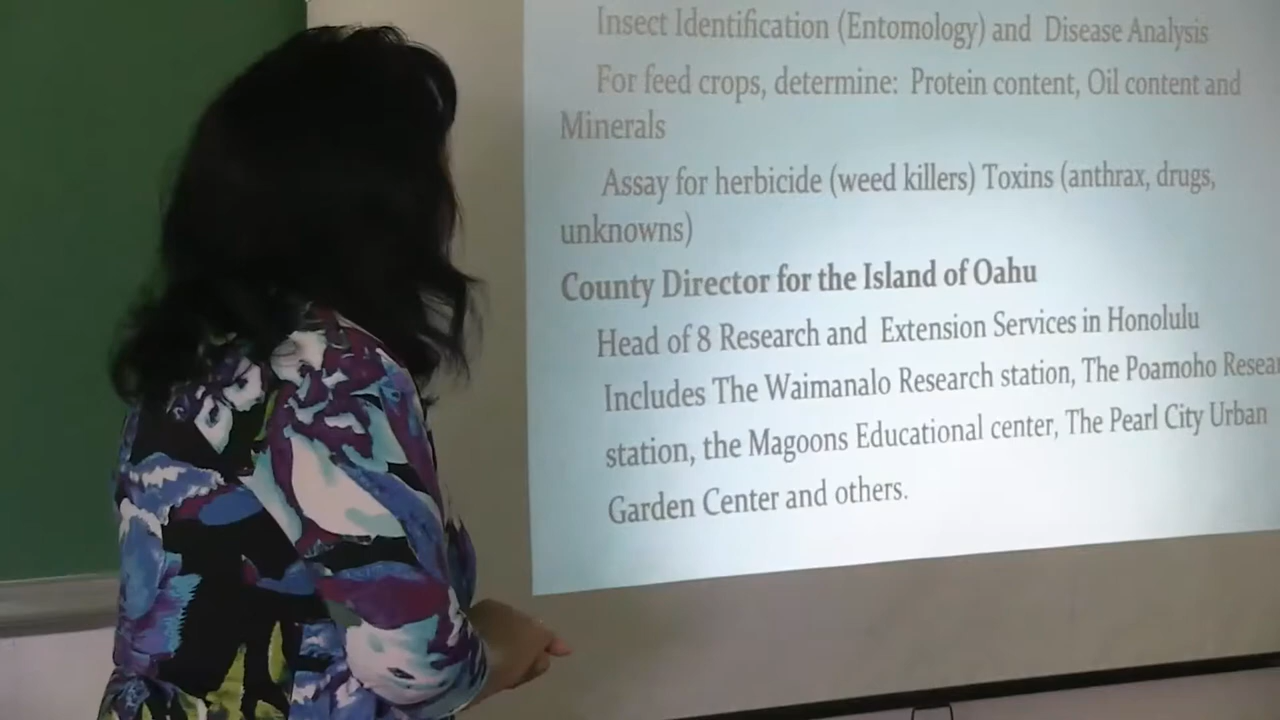 Insect Identification (Entomology) and Disease Analysis
For feed crops, determine: Protein content, Oil content and
Minerals
Assay for herbicide (weed killers) Toxins (anthrax, drugs,
unknowns)
County Director for the Island of Oahu
Head of 8 Research and Extension Services in Honolulu
Includes The Waimanalo Research station, The Poamoho
station, the Magoons Educational center, The Pearl City Urban
Garden Center and others.